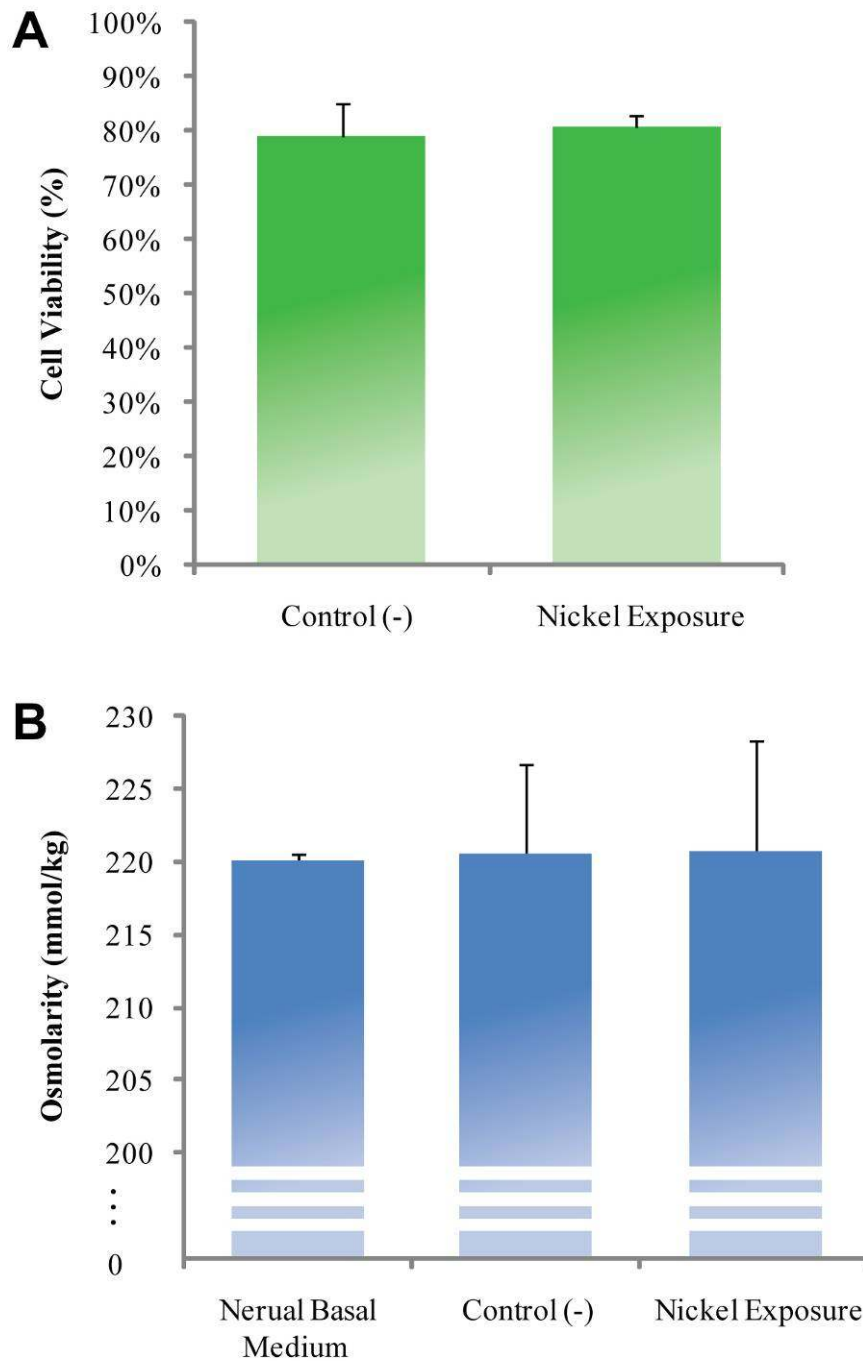 A
Cell Viability (%)
100%
90%
80%
70%
60%
50%
40%
30%
20%
10%
0%
Control (-)
Nickel Exposure
B
Osmolarity (mmol/kg)
230
225
220
215
210
205
200
⋮
0
Nerual Basal
Medium
Control (-)
Nickel Exposure